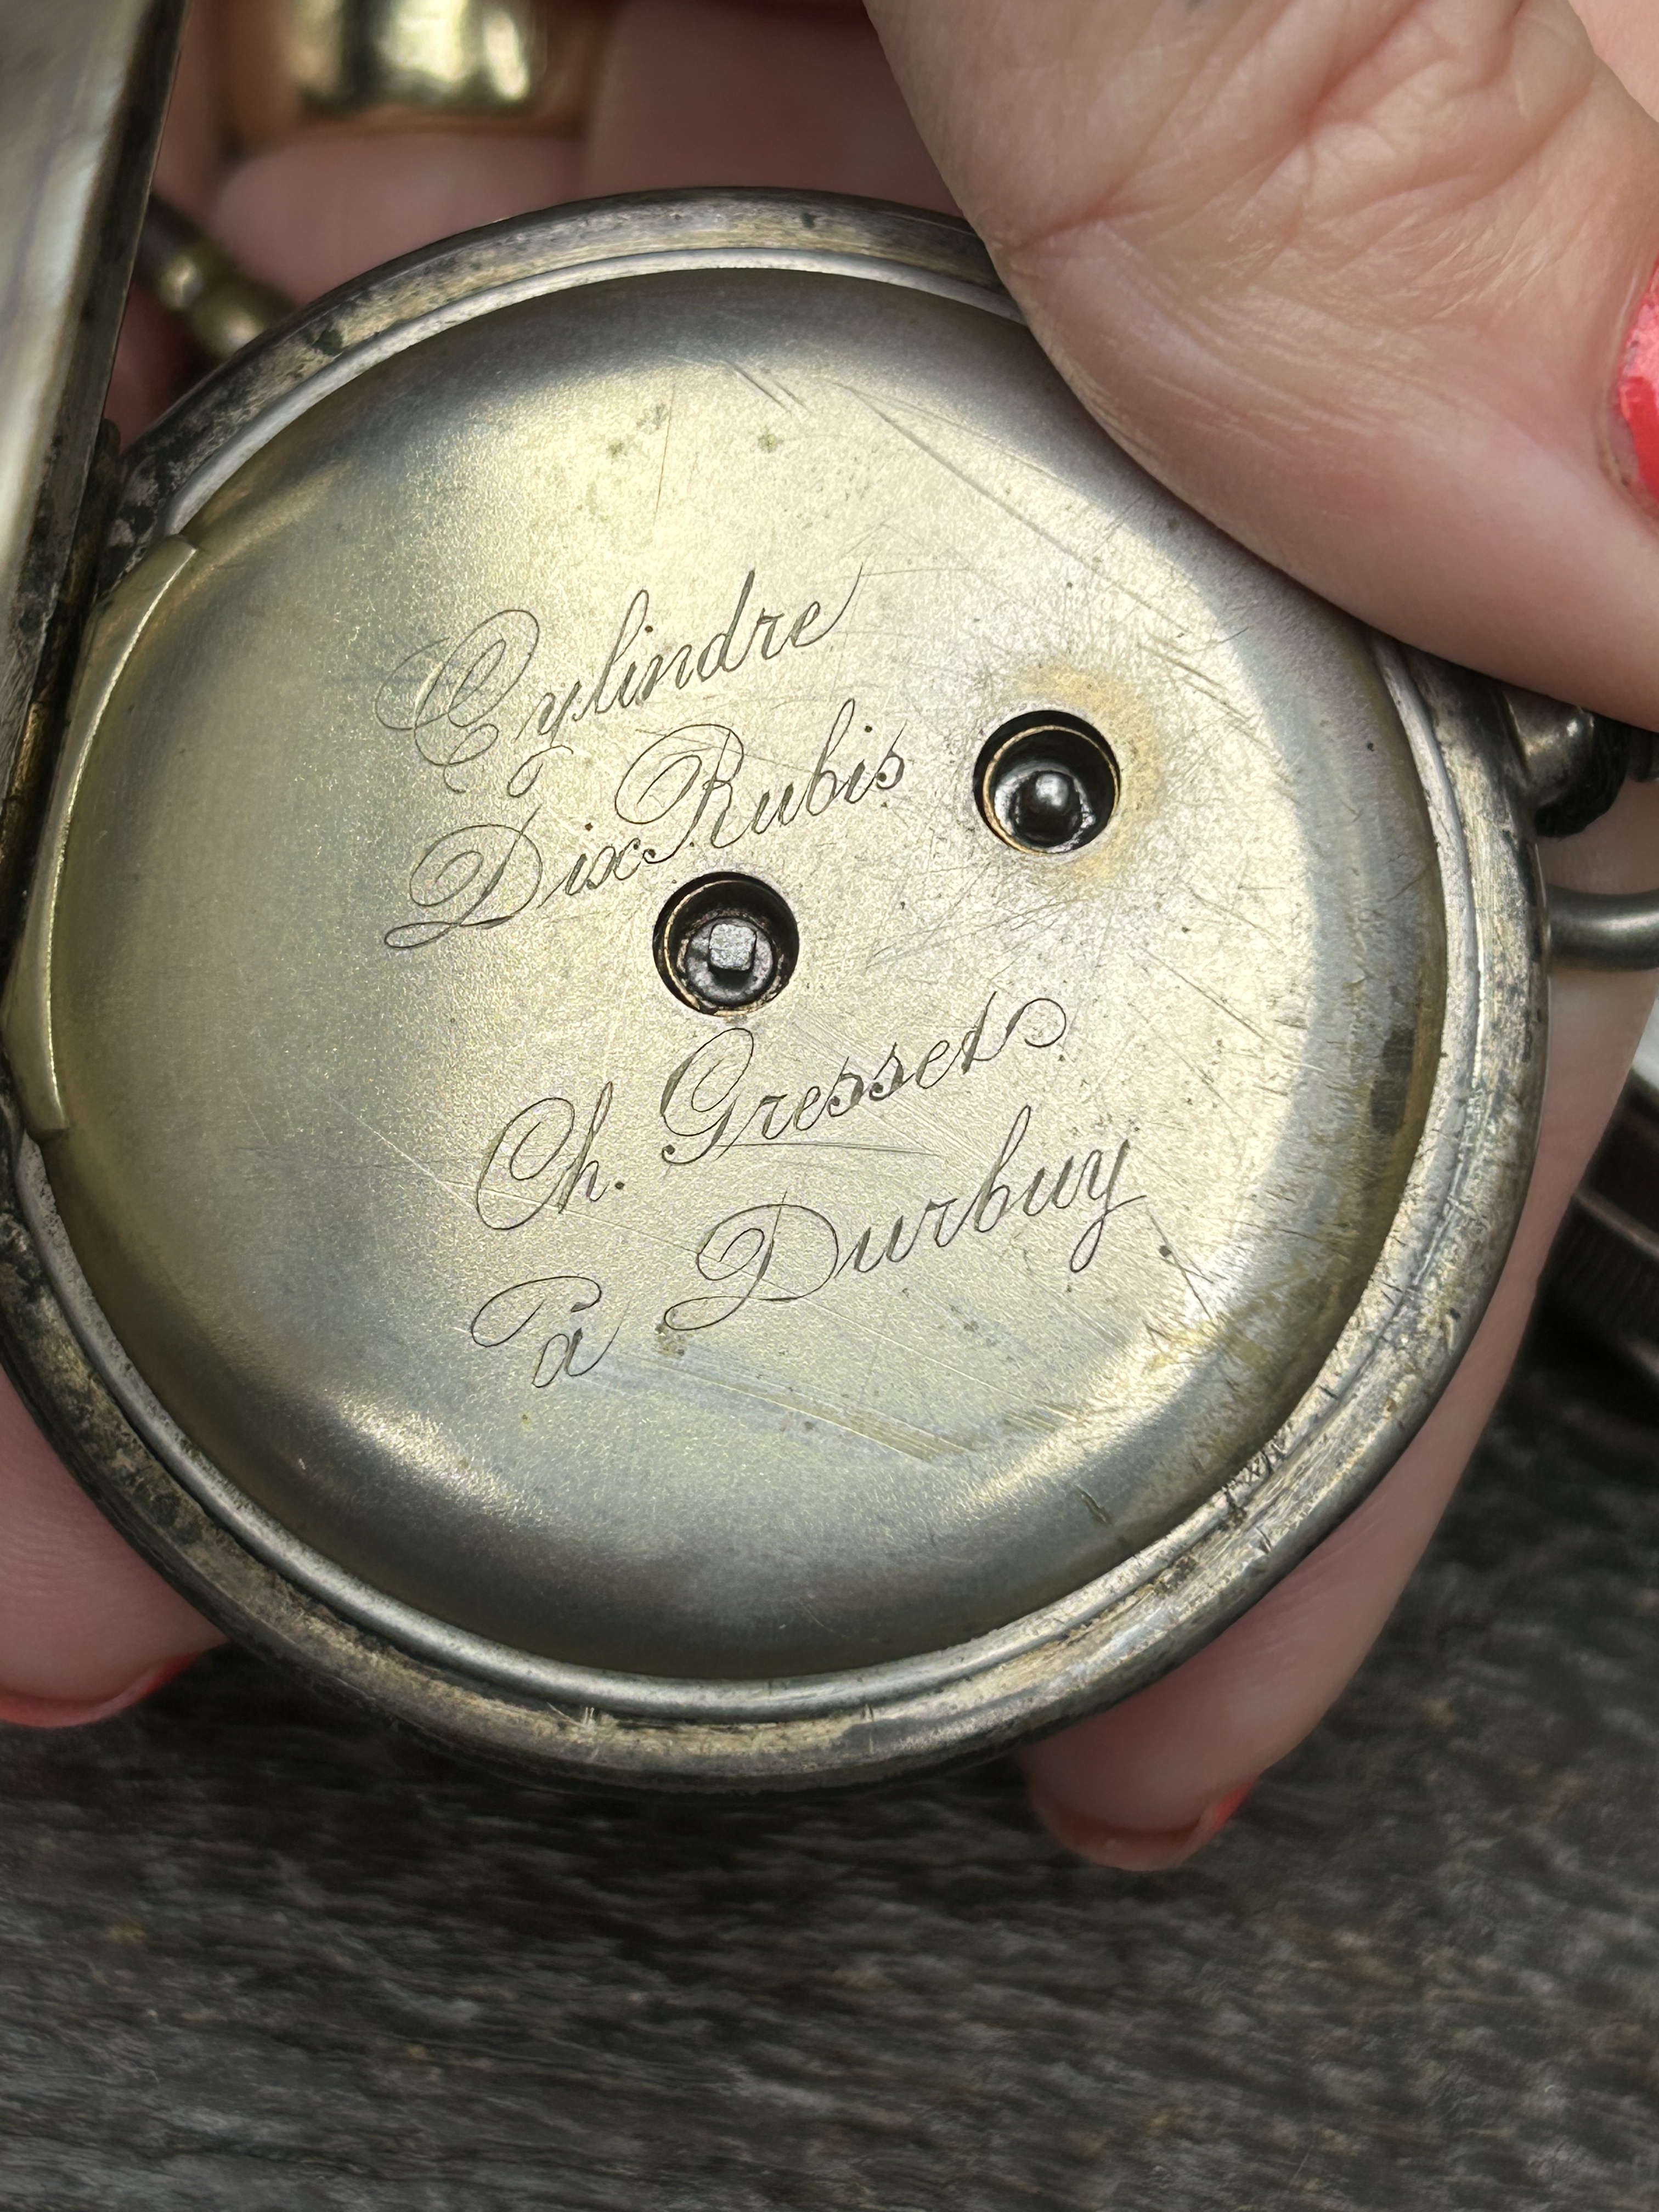 Cylindre
Dix Rubis
Ch. Gresset
à Durbuy